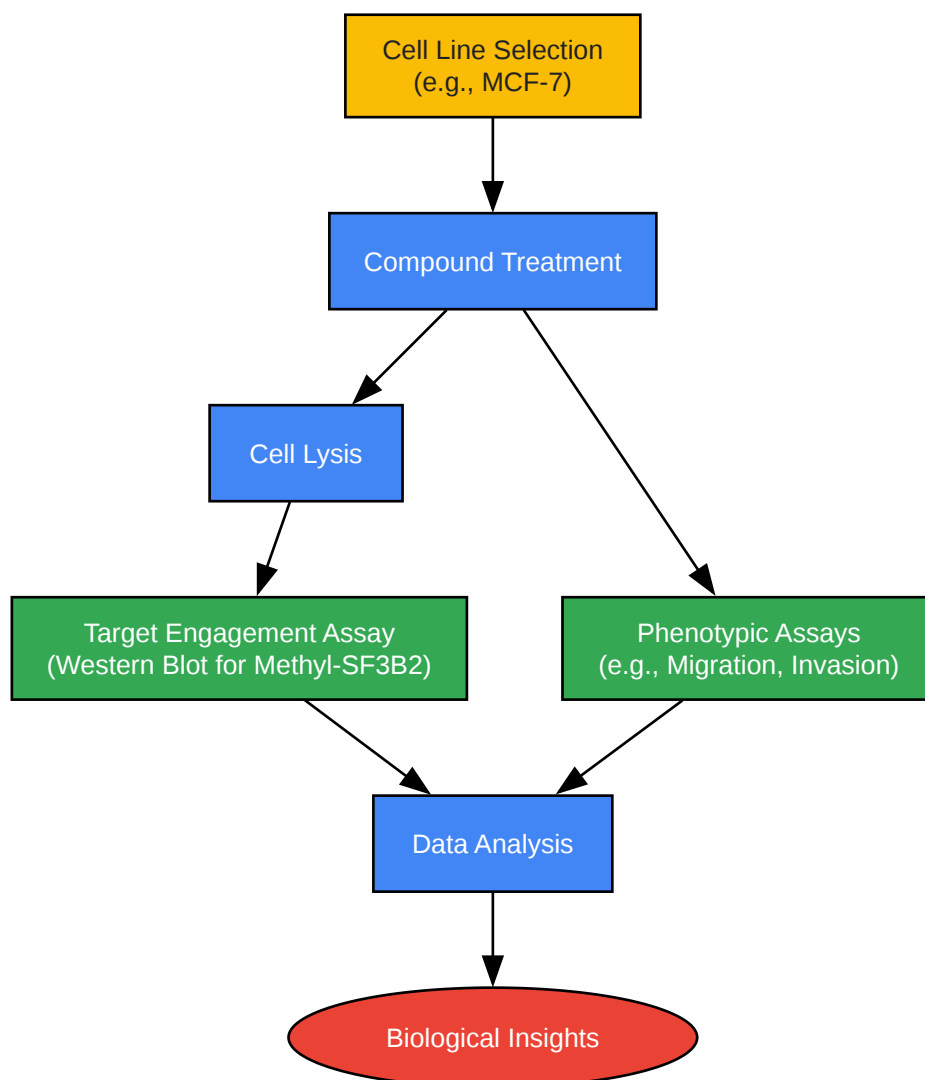 Cell Line Selection
(e.g., MCF-7)
Compound Treatment
Cell Lysis
Target Engagement Assay
(Western Blot for Methyl-SF3B2)
Phenotypic Assays
(e.g., Migration, Invasion)
Data Analysis
Biological Insights